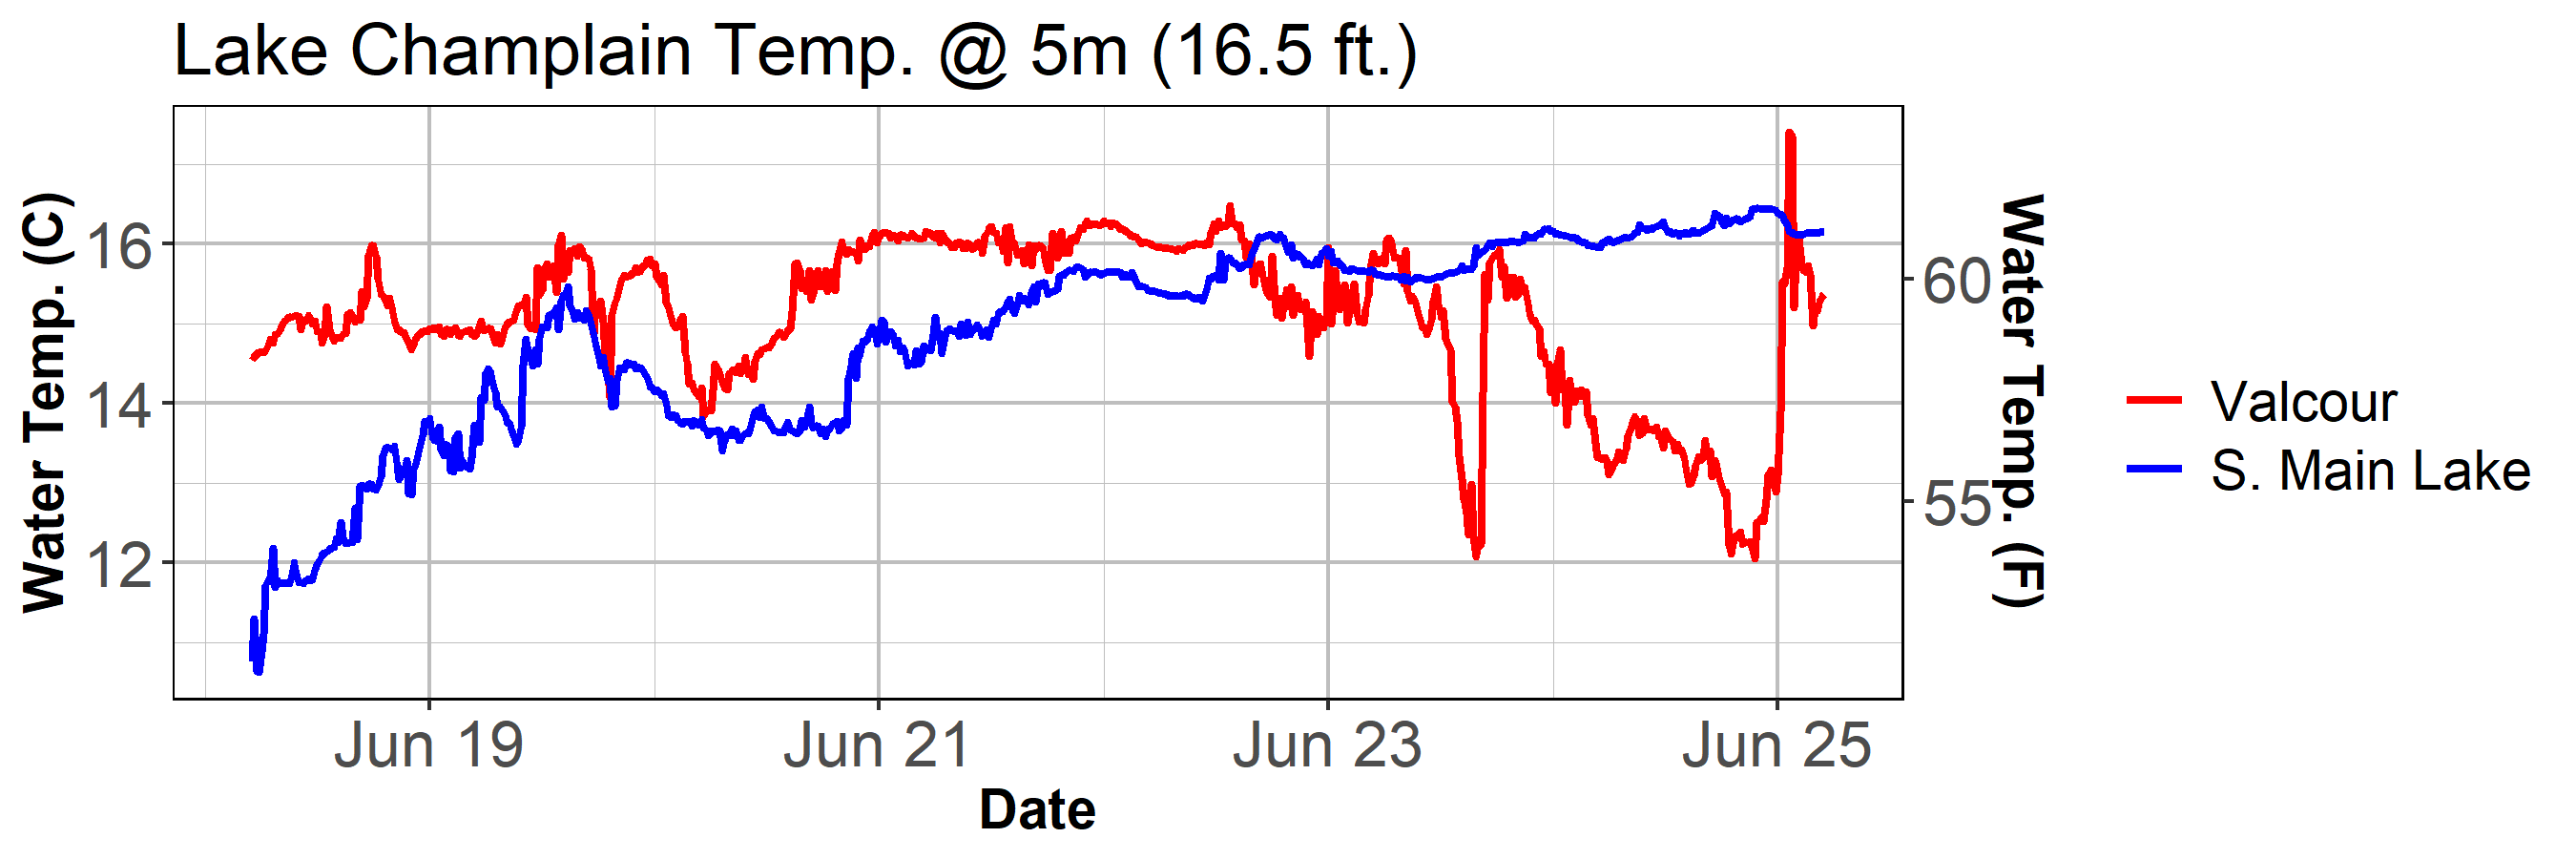 Lake Champlain Temp. @ 5m (16.5 ft.)
Water Temp. (C)
16
14
12
60
55
Water Temp. (F)
Jun 19
Jun 21
Jun 23
Jun 25
Date
Valcour
S. Main Lake